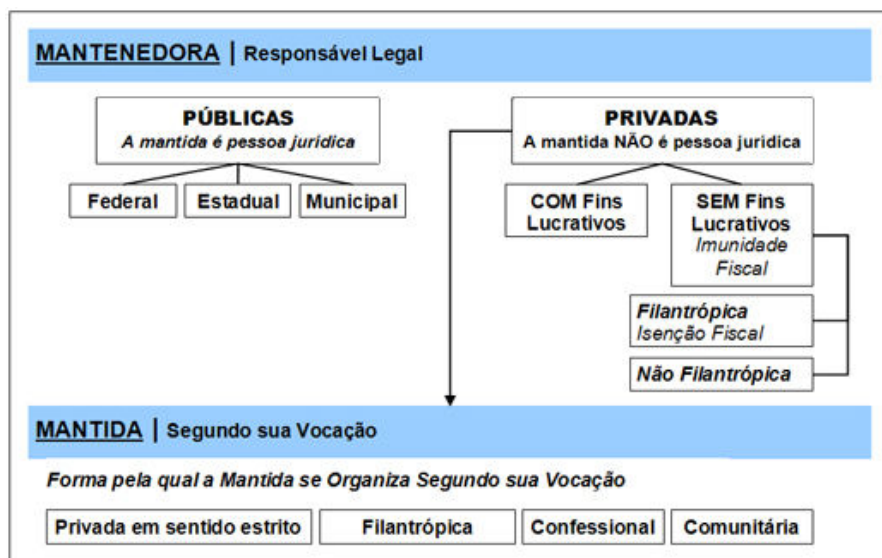 MANTENEDORA | Responsável Legal
PÚBLICAS
A mantida é pessoa juridica
Federal
Estadual
Municipal
PRIVADAS
A mantida NÃO é pessoa juridica
COM Fins
Lucrativos
SEM Fins
Lucrativos
Imunidade
Fiscal
Filantrópica
Isenção Fiscal
Não Filantrópica
MANTIDA | Segundo sua Vocação
Forma pela qual a Mantida se Organiza Segundo sua Vocação
Privada em sentido estrito
Filantrópica
Confessional
Comunitária